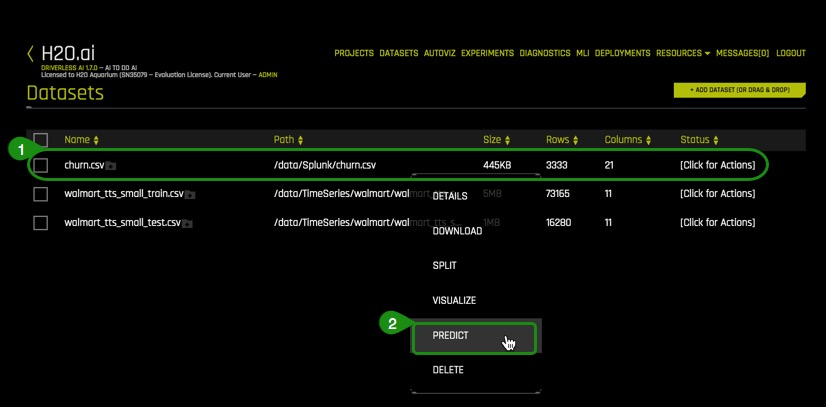 H2O.ai
DRIVERLESS AI 1.7.0 – AI TO DO AI
Licensed to H2O Aquarium (SN35079 – Evaluation License). Current User – ADMIN
PROJECTS DATASETS AUTOVIZ EXPERIMENTS DIAGNOSTICS MLI DEPLOYMENTS RESOURCES MESSAGES[0] LOGOUT
Datasets
+ ADD DATASET (OR DRAG & DROP)
Name Path Size Rows Columns Status
1
churn.csv /data/Splunk/churn.csv 445KB 3333 21 [Click for Actions]
walmart_tts_small_train.csv /data/TimeSeries/walmart/walmart_ 5MB 73165 11 [Click for Actions]
walmart_tts_small_test.csv /data/TimeSeries/walmart/walmart_tts_s... 1MB 16280 11 [Click for Actions]
DETAILS
DOWNLOAD
SPLIT
VISUALIZE
2
PREDICT
DELETE